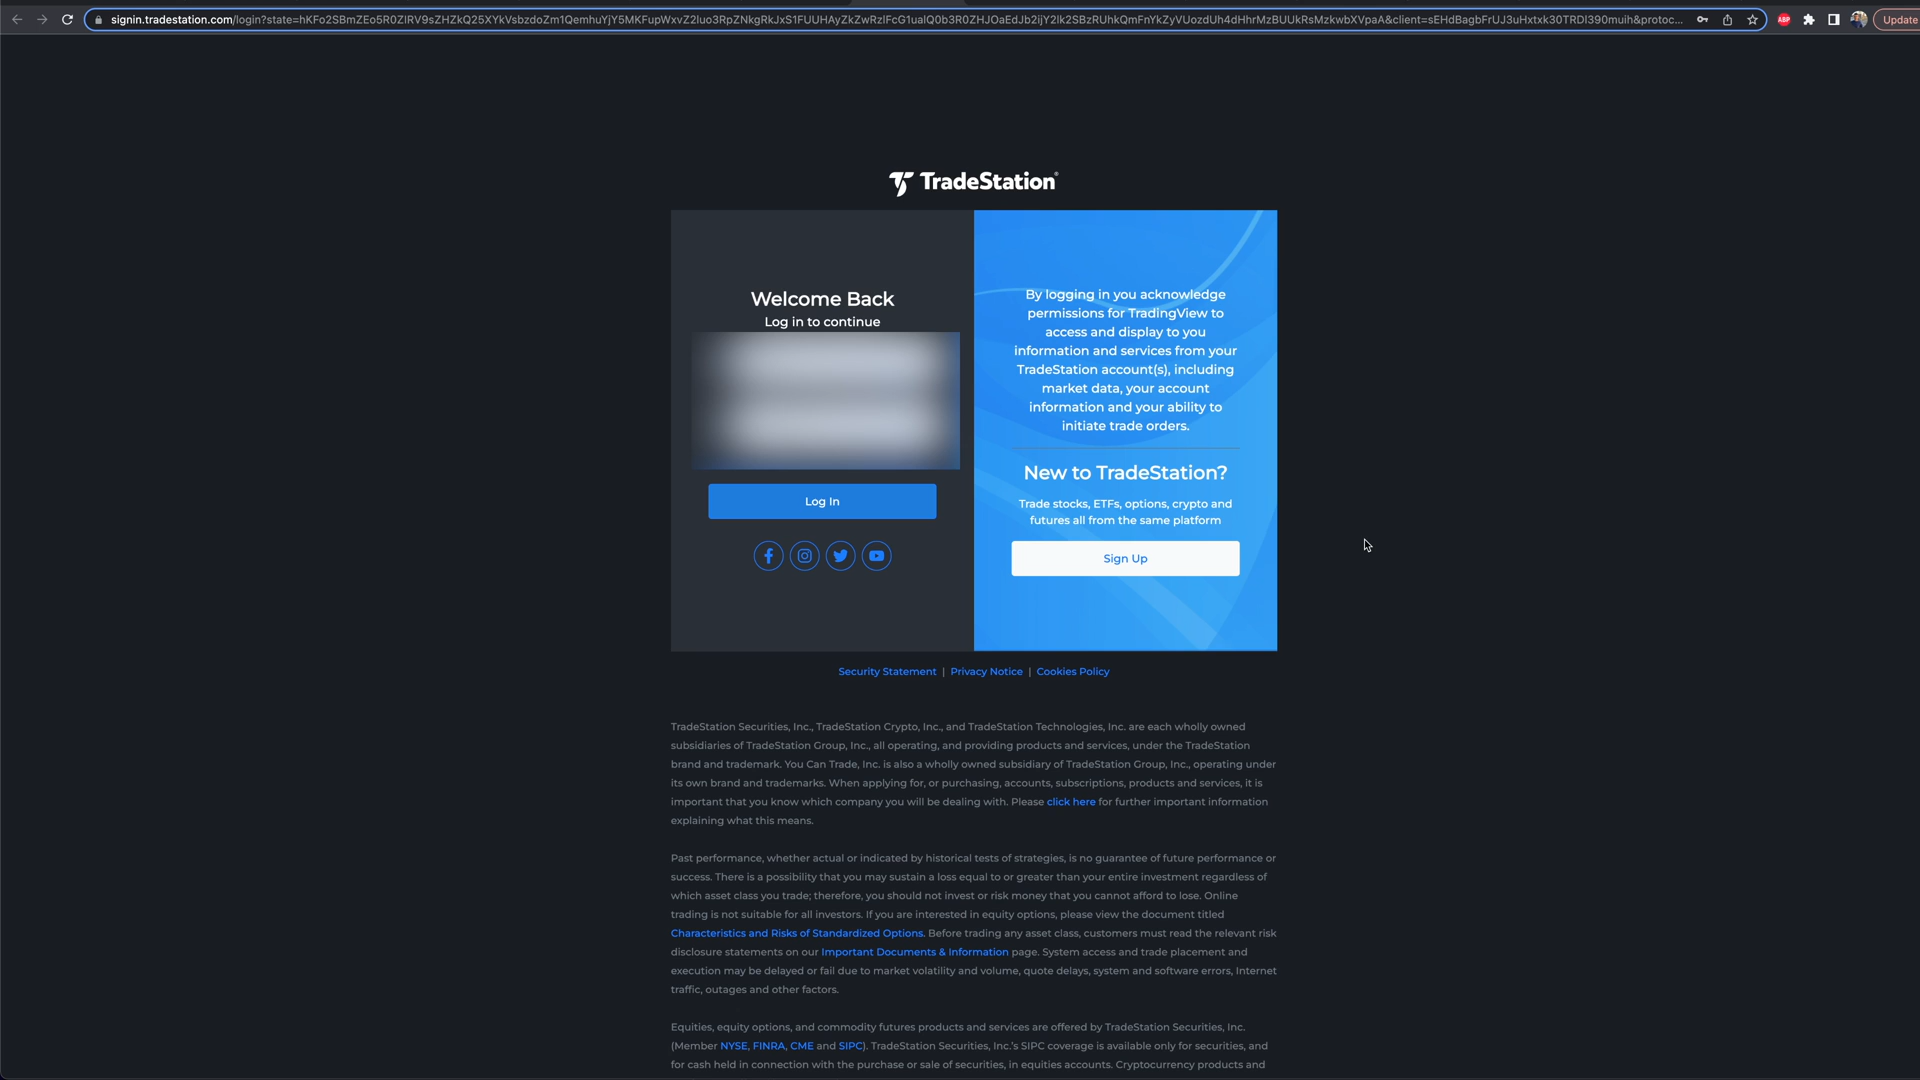 Update
TradeStation®
Welcome Back
Log in to continue
Log In
By logging in you acknowledge
permissions for TradingView to
access and display to you
information and services from your
TradeStation account(s), including
market data, your account
information and your ability to
initiate trade orders.
New to TradeStation?
Trade stocks, ETFs, options, crypto and
futures all from the same platform
Sign Up
Security Statement | Privacy Notice | Cookies Policy
TradeStation Securities, Inc., TradeStation Crypto, Inc., and TradeStation Technologies, Inc. are each wholly owned
subsidiaries of TradeStation Group, Inc., all operating, and providing products and services, under the TradeStation
brand and trademark. You Can Trade, Inc. is also a wholly owned subsidiary of TradeStation Group, Inc., operating under
its own brand and trademarks. When applying for, or purchasing, accounts, subscriptions, products and services, it is
important that you know which company you will be dealing with. Please click here for further important information
explaining what this means.
Past performance, whether actual or indicated by historical tests of strategies, is no guarantee of future performance or
success. There is a possibility that you may sustain a loss equal to or greater than your entire investment regardless of
which asset class you trade; therefore, you should not invest or risk money that you cannot afford to lose. Online
trading is not suitable for all investors. If you are interested in equity options, please view the document titled
Characteristics and Risks of Standardized Options. Before trading any asset class, customers must read the relevant risk
disclosure statements on our Important Documents & Information page. System access and trade placement and
execution may be delayed or fail due to market volatility and volume, quote delays, system and software errors, Internet
traffic, outages and other factors.
Equities, equity options, and commodity futures products and services are offered by TradeStation Securities, Inc.
(Member NYSE, FINRA, CME and SIPC). TradeStation Securities, Inc.'s SIPC coverage is available only for securities, and
for cash held in connection with the purchase or sale of securities, in equities accounts. Cryptocurrency products and